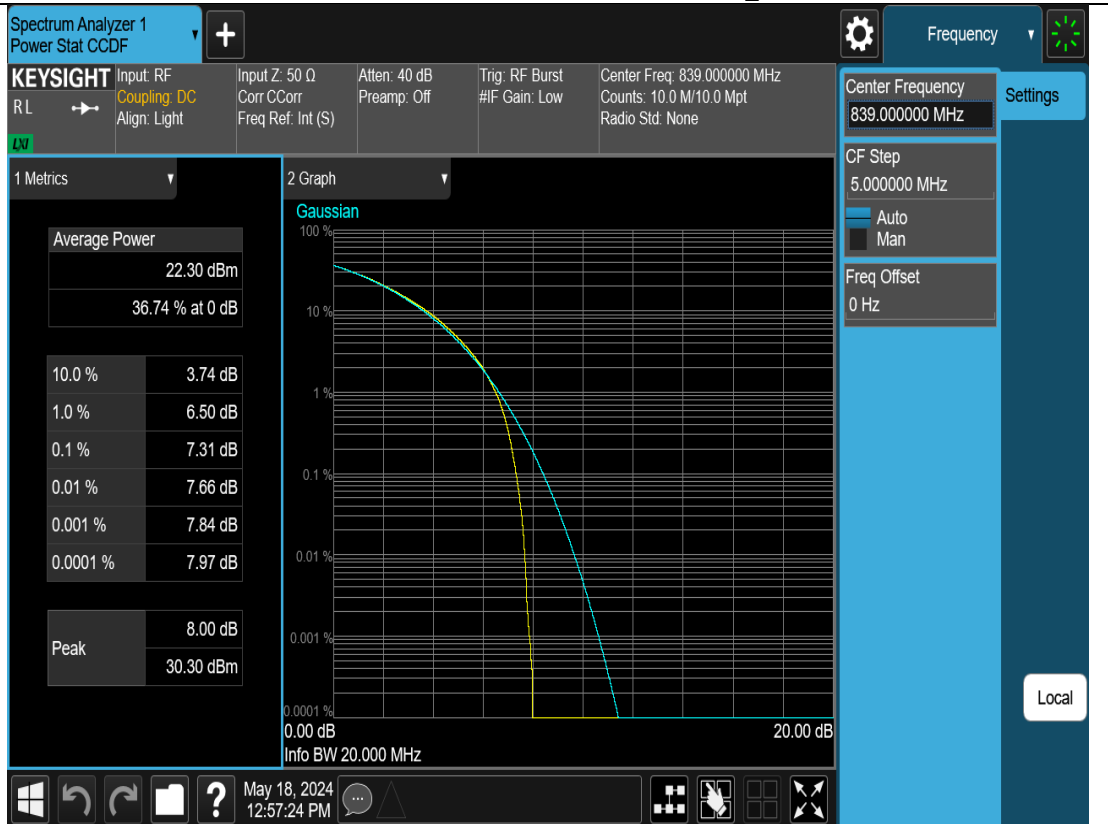 Spectrum Analyzer 1
Power Stat CCDF
Frequency
KEYSIGHT
RL
LXI
Input: RF
Coupling: DC
Align: Light
Input Z: 50 Ω
Corr CCorr
Freq Ref: Int (S)
Atten: 40 dB
Preamp: Off
Trig: RF Burst
#IF Gain: Low
Center Freq: 839.000000 MHz
Counts: 10.0 M/10.0 Mpt
Radio Std: None
Center Frequency
839.000000 MHz
Settings
CF Step
5.000000 MHz
Auto
Man
Freq Offset
0 Hz
Local
1 Metrics
Average Power
22.30 dBm
36.74 % at 0 dB
10.0 % 3.74 dB
1.0 % 6.50 dB
0.1 % 7.31 dB
0.01 % 7.66 dB
0.001 % 7.84 dB
0.0001 % 7.97 dB
Peak
8.00 dB
30.30 dBm
2 Graph
Gaussian
100 %
10 %
1 %
0.1 %
0.01 %
0.001 %
0.0001 %
0.00 dB 20.00 dB
Info BW 20.000 MHz
May 18, 2024
12:57:24 PM